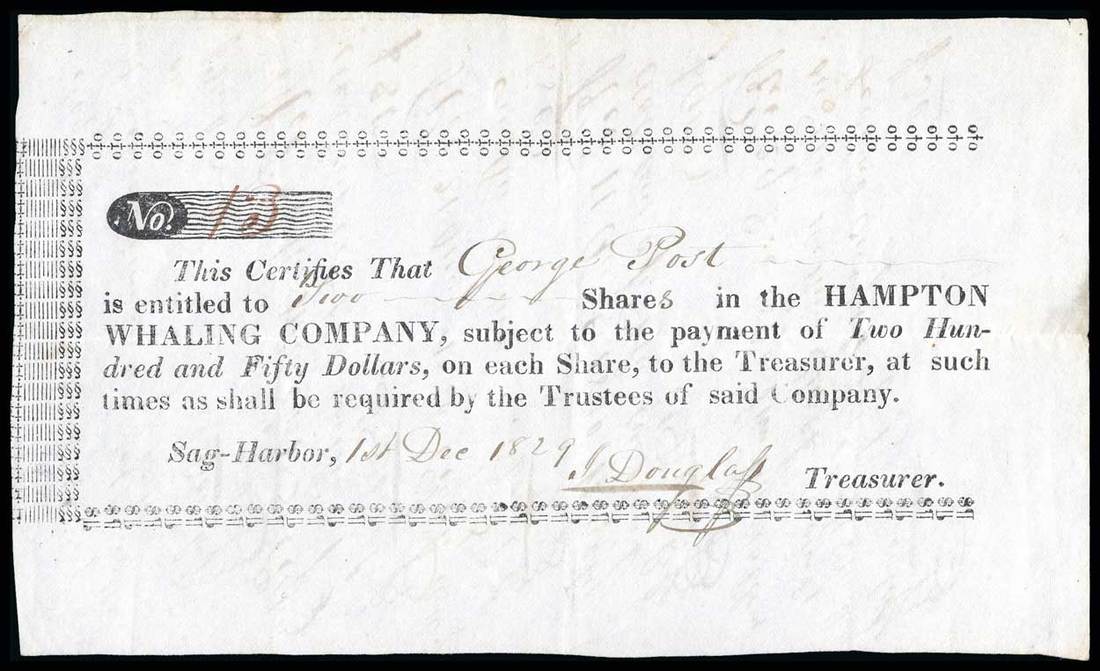 No. 13
This Certifies That George Post
is entitled to Two Shares in the HAMPTON
WHALING COMPANY, subject to the payment of Two Hun-
dred and Fifty Dollars, on each Share, to the Treasurer, at such
times as shall be required by the Trustees of said Company.
Sag-Harbor, 1st Dec 1829 J Douglass Treasurer.